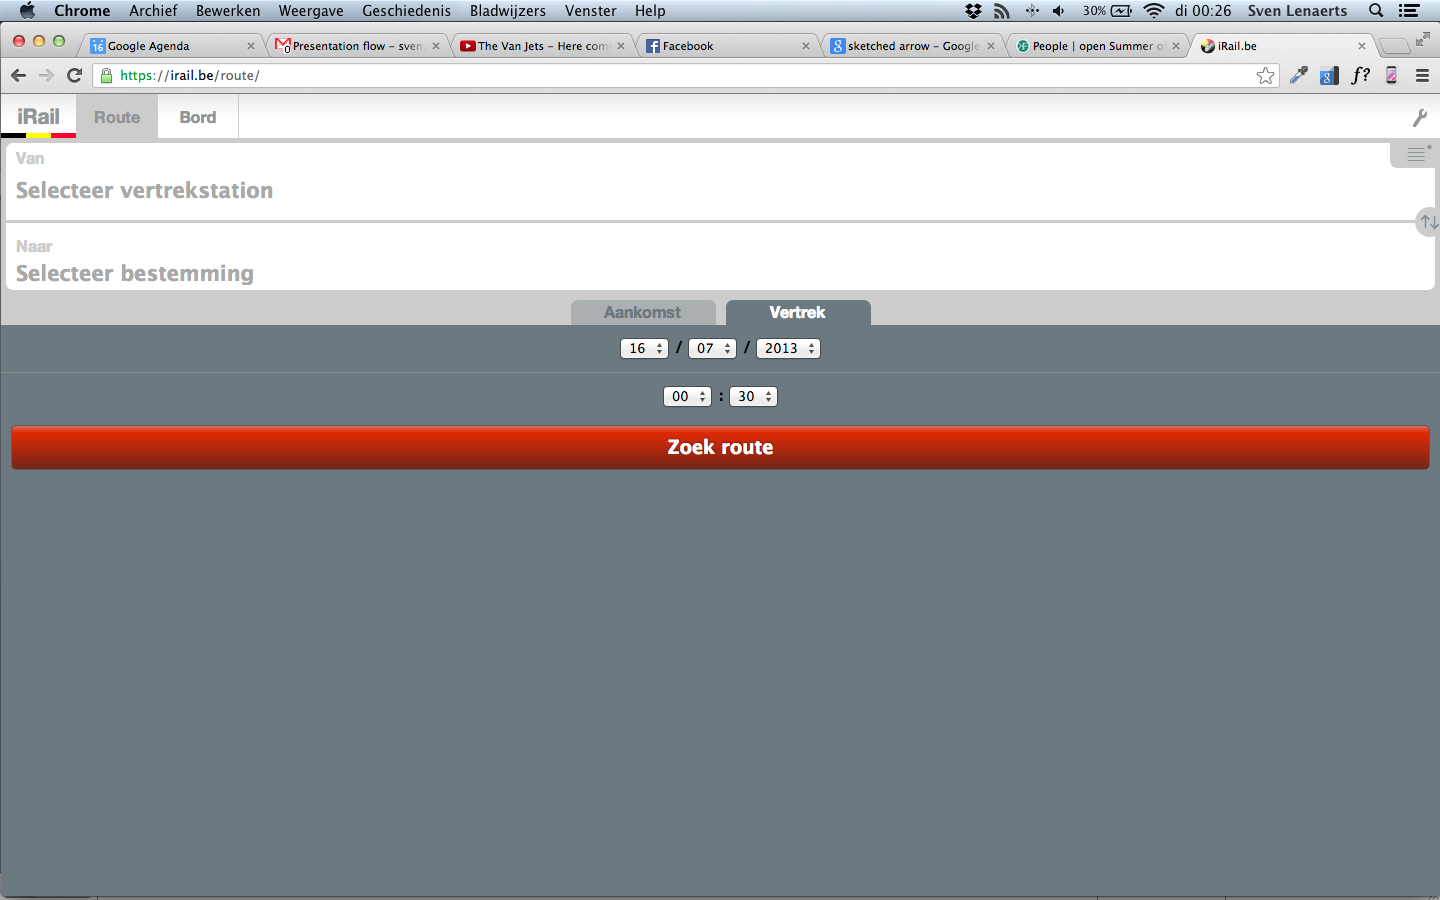 Chrome Archief Bewerken Weergave Geschiedenis Bladwijzers Venster Help 30% di 00:26 Sven Lenaerts
16 Google Agenda 0 Presentation flow – sven The Van Jets – Here com Facebook sketched arrow – Google People | open Summer o iRail.be
https://irail.be/route/ f?
iRail Route Bord
Van
Selecteer vertrekstation
Naar
Selecteer bestemming
Aankomst Vertrek
16 / 07 / 2013
00 : 30
Zoek route